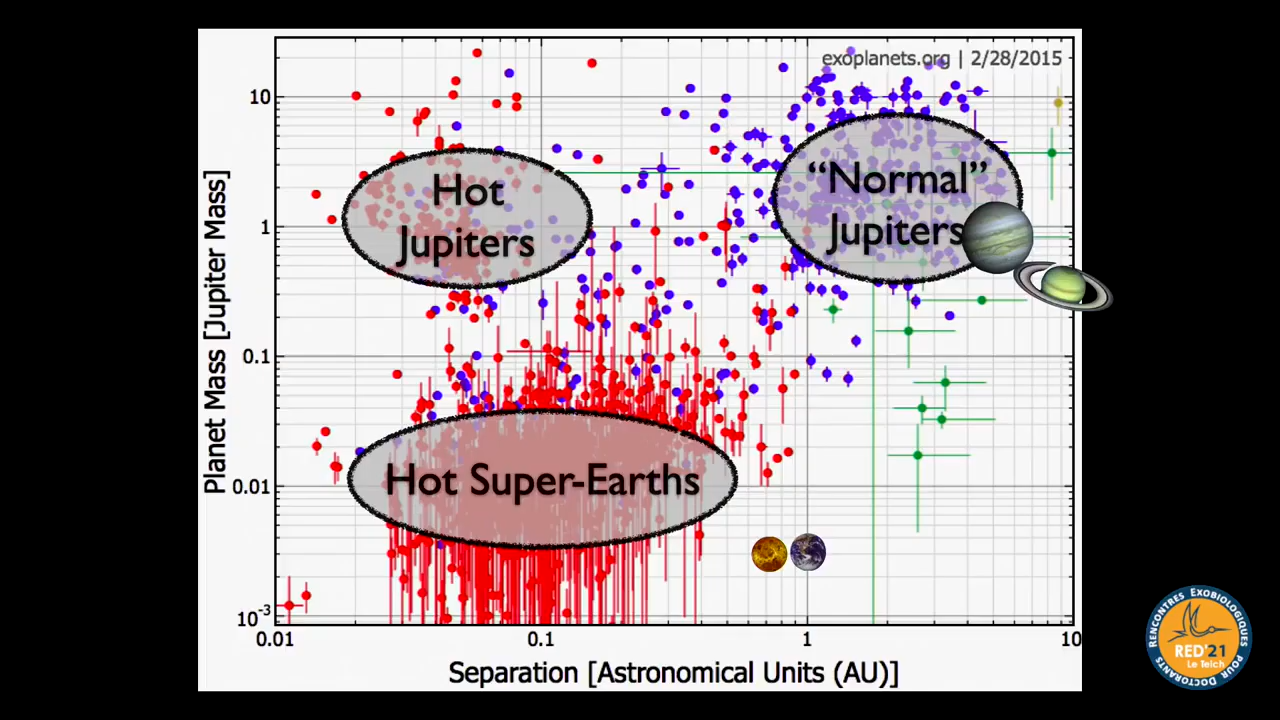 exoplanets.org | 2/28/2015
10
1
0.1
0.01
10⁻³
Planet Mass [Jupiter Mass]
Hot
Jupiters
“Normal”
Jupiters
Hot Super-Earths
0.01
0.1
1
10
Separation [Astronomical Units (AU)]
RENCONTRES EXOBIOLOGIQUES
POUR DOCTORANTS
RED'21
Le Teich